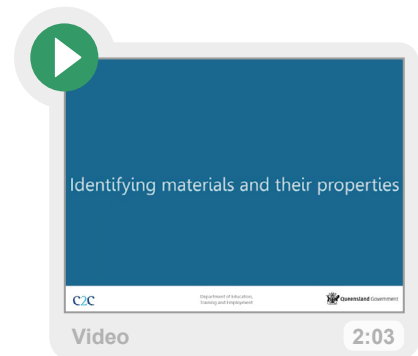 Identifying materials and their properties
C2C
Department of Education,
Training and Employment
Queensland Government
Video
2:03